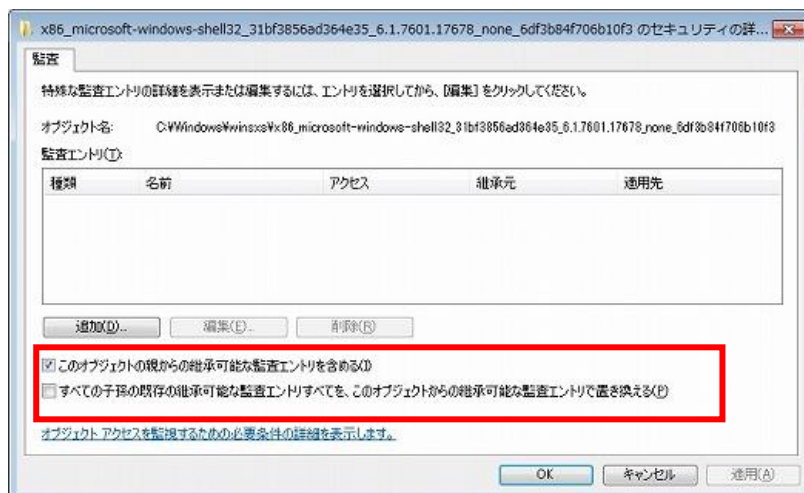 x86_microsoft-windows-shell32_31bf3856ad364e35_6.1.7601.17678_none_6df3b84f706b10f3 のセキュリティの詳...
監査
特殊な監査エントリの詳細を表示または編集するには、エントリを選択してから、[編集] をクリックしてください。
オブジェクト名: C:¥Windows¥winsxs¥x86_microsoft-windows-shell32_31bf3856ad364e35_6.1.7601.17678_none_6df3b84f706b10f3
監査エントリ(T):
種類 名前 アクセス 継承元 適用先
追加(D)... 編集(E)... 削除(R)
このオブジェクトの親からの継承可能な監査エントリを含める(I)
すべての子孫の既存の継承可能な監査エントリすべてを、このオブジェクトからの継承可能な監査エントリで置き換える(P)
オブジェクト アクセスを監視するための必要条件の詳細を表示します。
OK キャンセル 適用(A)